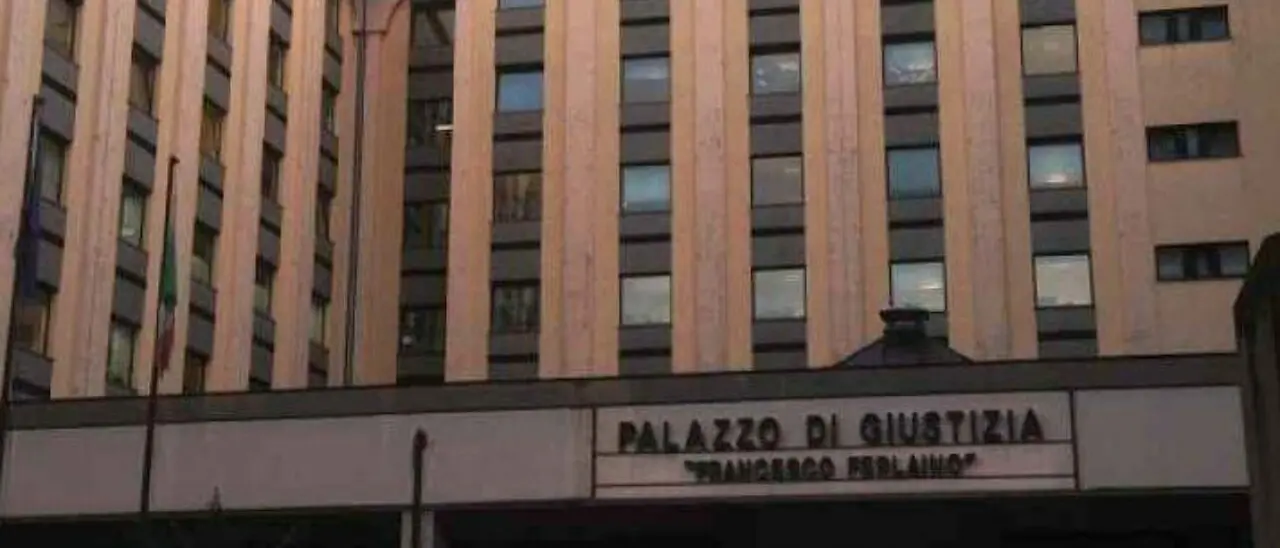 PALAZZO DI GIUSTIZIA
"FRANCESCO FERLAINO"